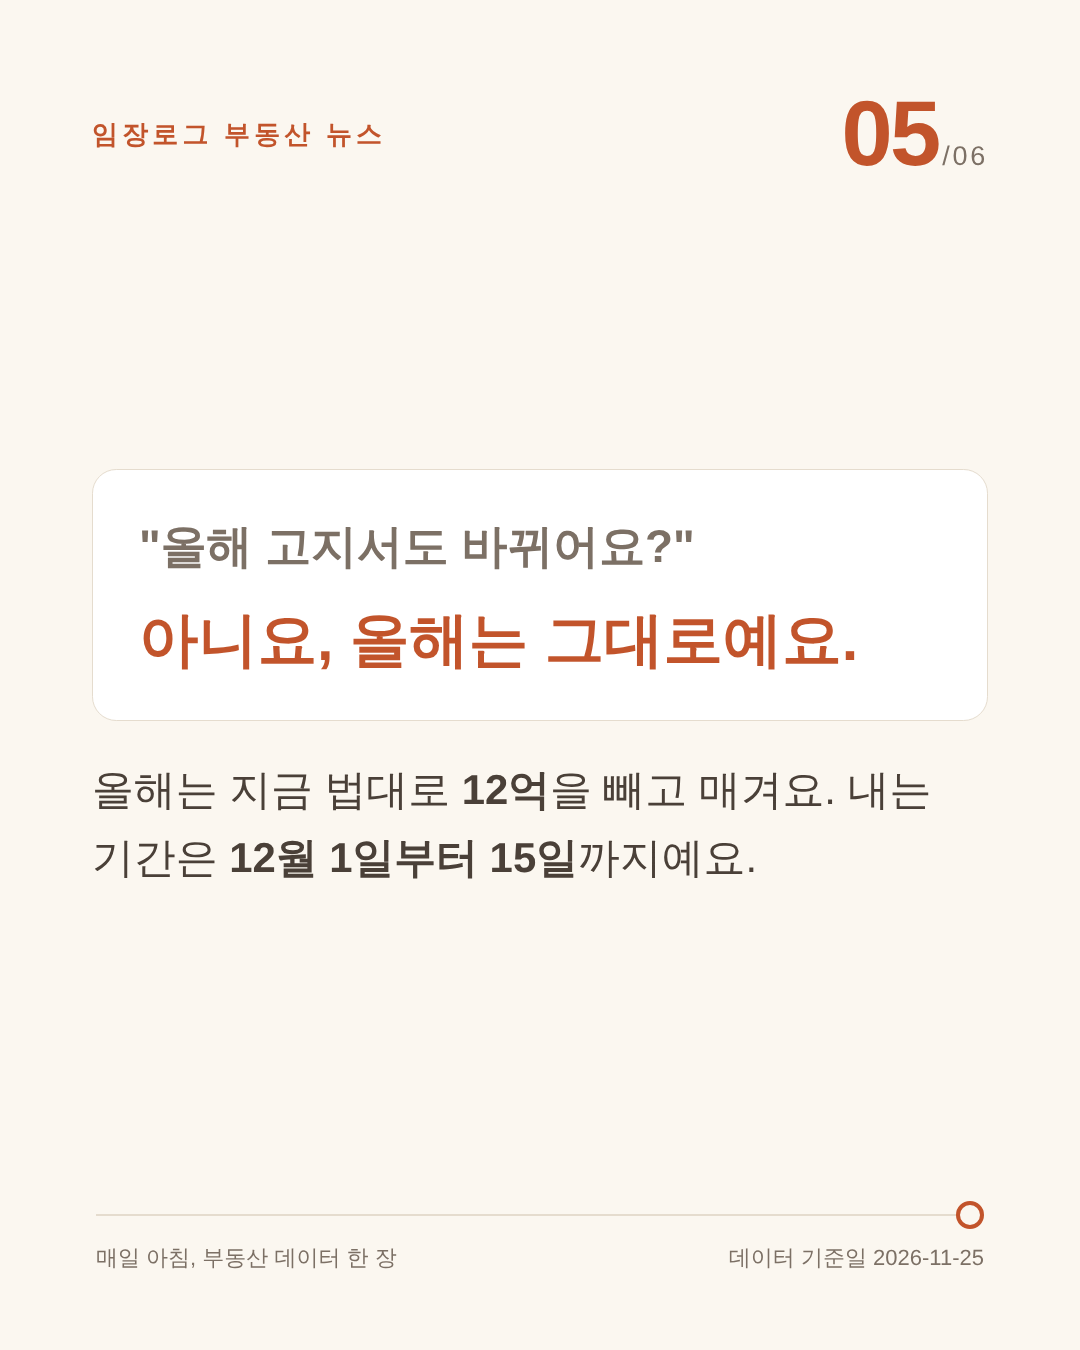 임장로그 부동산 뉴스
05/06
"올해 고지서도 바뀌어요?"
아니요, 올해는 그대로예요.
올해는 지금 법대로 12억을 빼고 매겨요. 내는
기간은 12월 1일부터 15일까지예요.
매일 아침, 부동산 데이터 한 장
데이터 기준일 2026-11-25